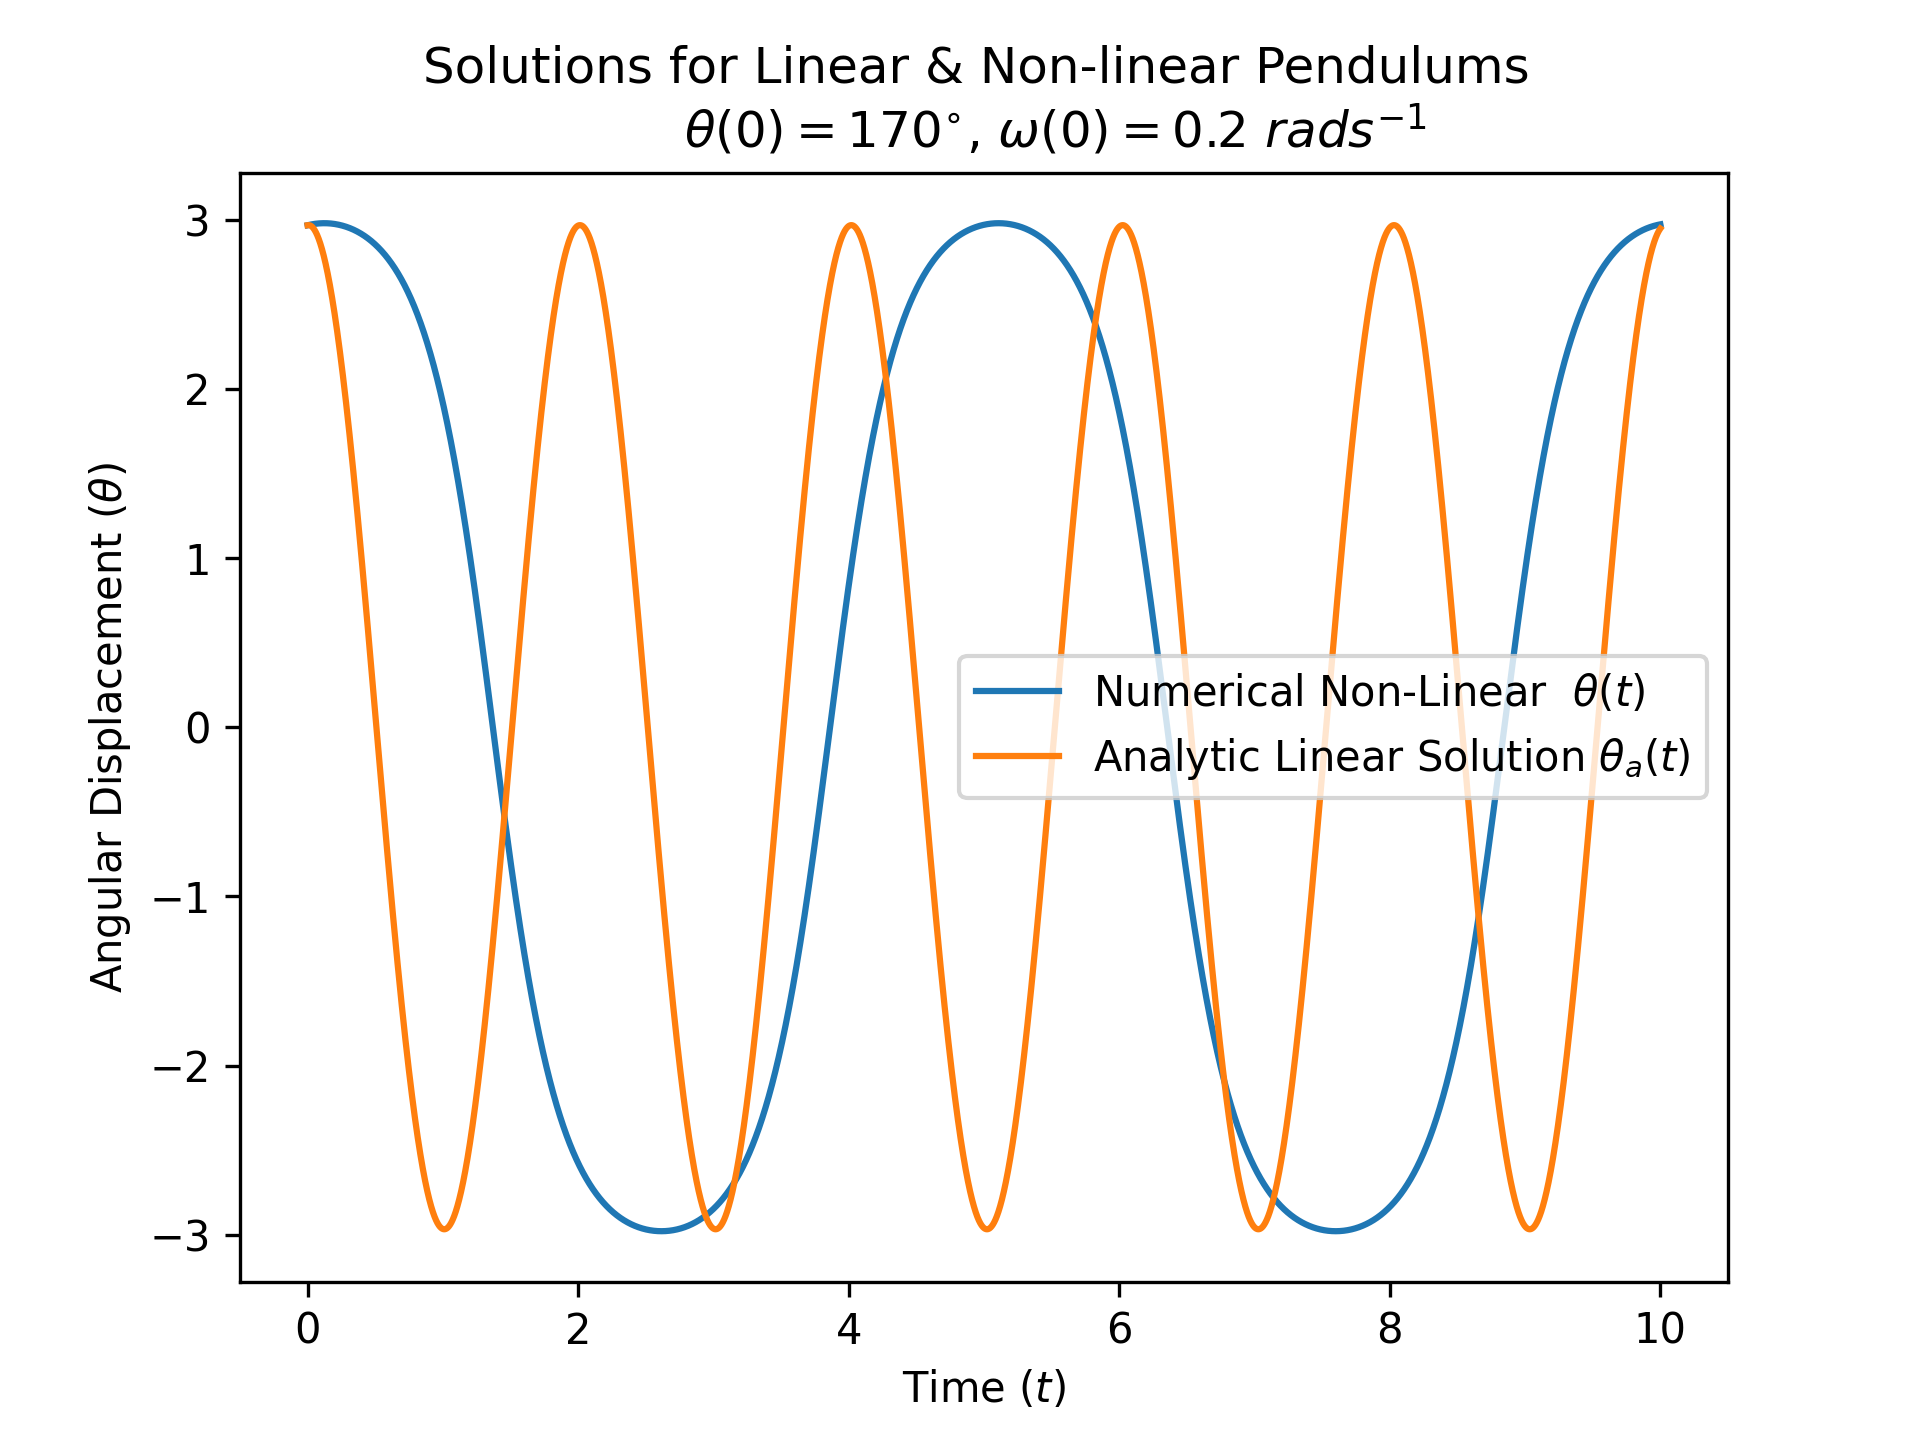 Solutions for Linear & Non-linear Pendulums
θ(0) = 170°, ω(0) = 0.2 rads⁻¹
Angular Displacement (θ)
3
2
1
0
−1
−2
−3
Numerical Non-Linear θ(t)
Analytic Linear Solution θₐ(t)
0 2 4 6 8 10
Time (t)